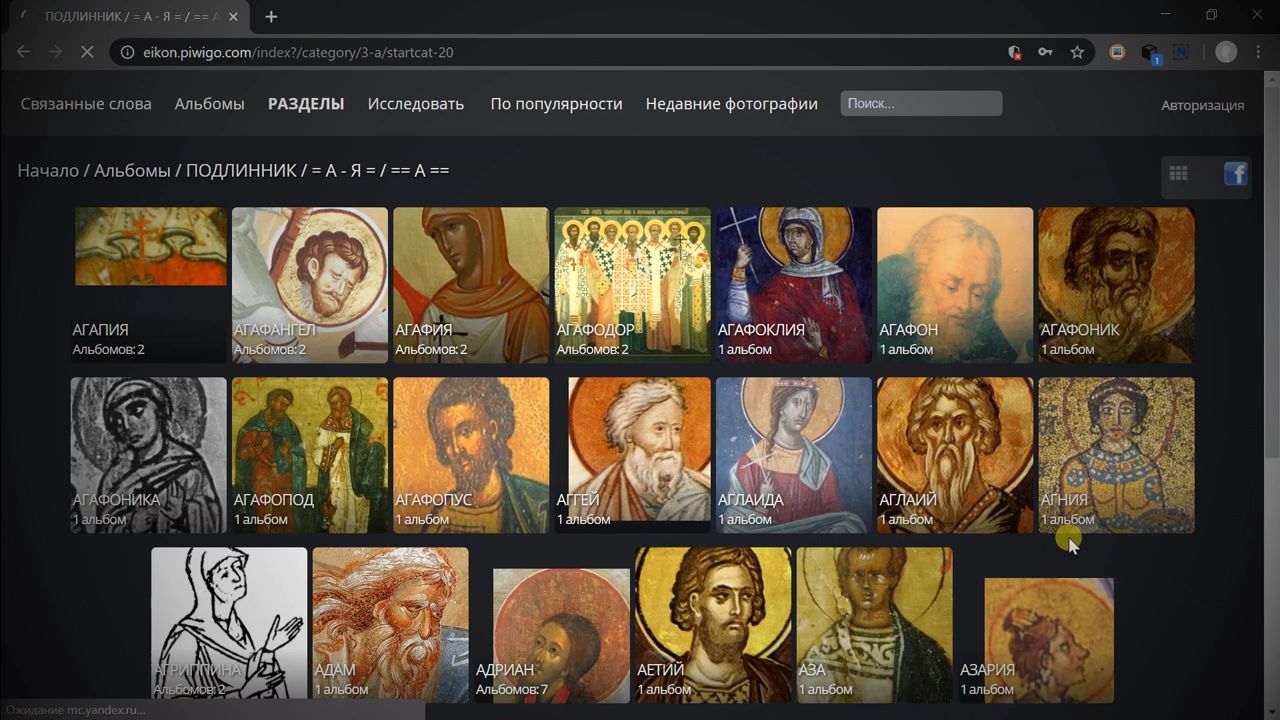 ПОДЛИННИК / = А - Я = / == А
eikon.piwigo.com/index?/category/3-a/startcat-20
1
Связанные слова Альбомы РАЗДЕЛЫ Исследовать По популярности Недавние фотографии Поиск... Авторизация
Начало / Альбомы / ПОДЛИННИК / = А - Я = / == А ==
f
АГАПИЯ АГАФАНГЕЛ АГАФИЯ АГАФОДОР АГАФОКЛИЯ АГАФОН АГАФОНИК
Альбомов: 2 Альбомов: 2 Альбомов: 2 Альбомов: 2 1 альбом 1 альбом 1 альбом
АГАФОНИКА АГАФОПОД АГАФОПУС АГГЕЙ АГЛАИДА АГЛАИЙ АГНИЯ
1 альбом 1 альбом 1 альбом 1 альбом 1 альбом 1 альбом 1 альбом
АГРИППИНА АДАМ АДРИАН АЕТИЙ АЗА АЗАРИЯ
Альбомов: 2 1 альбом Альбомов: 7 1 альбом 1 альбом 1 альбом
Ожидание mc.yandex.ru...